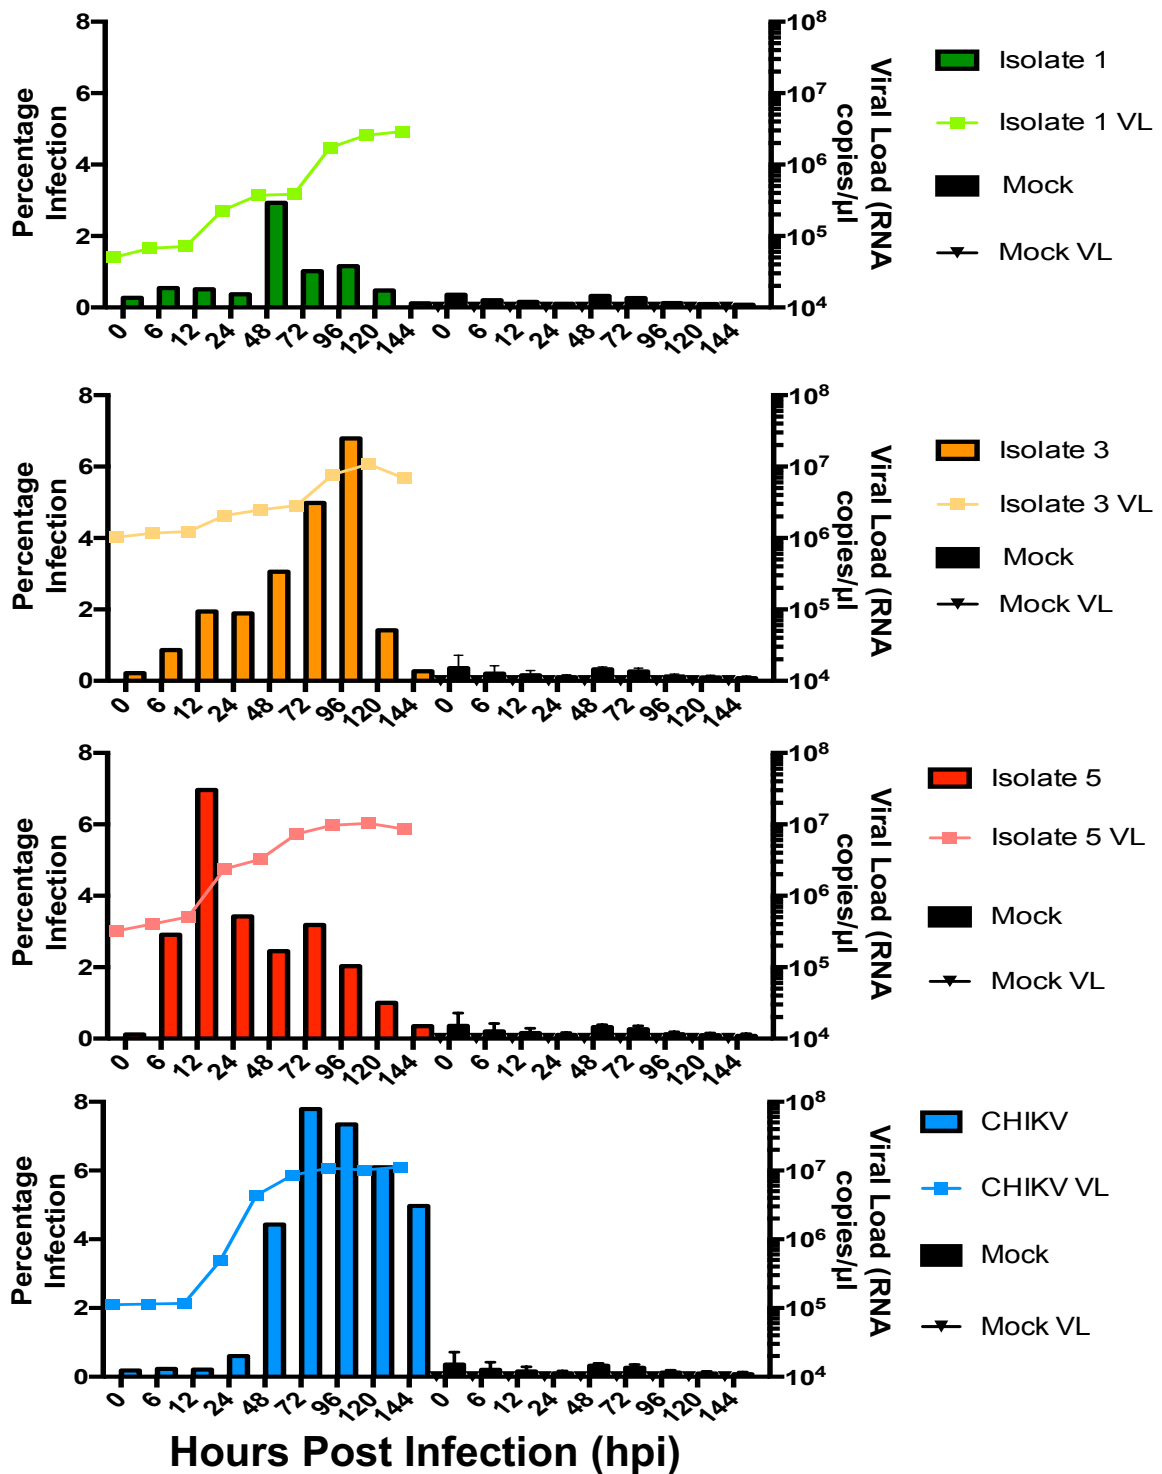 8
6
4
2
0
Percentage
Infection
10⁸
10⁷
10⁶
10⁵
10⁴
Viral Load (RNA
copies/µl
0 6 12 24 48 72 96 120 144 0 6 12 24 48 72 96 120 144
Isolate 1
Isolate 1 VL
Mock
Mock VL
8
6
4
2
0
Percentage
Infection
10⁸
10⁷
10⁶
10⁵
10⁴
Viral Load (RNA
copies/µl
0 6 12 24 48 72 96 120 144 0 6 12 24 48 72 96 120 144
Isolate 3
Isolate 3 VL
Mock
Mock VL
8
6
4
2
0
Percentage
Infection
10⁸
10⁷
10⁶
10⁵
10⁴
Viral Load (RNA
copies/µl
0 6 12 24 48 72 96 120 144 0 6 12 24 48 72 96 120 144
Isolate 5
Isolate 5 VL
Mock
Mock VL
8
6
4
2
0
Percentage
Infection
10⁸
10⁷
10⁶
10⁵
10⁴
Viral Load (RNA
copies/µl
0 6 12 24 48 72 96 120 144 0 6 12 24 48 72 96 120 144
CHIKV
CHIKV VL
Mock
Mock VL
Hours Post Infection (hpi)